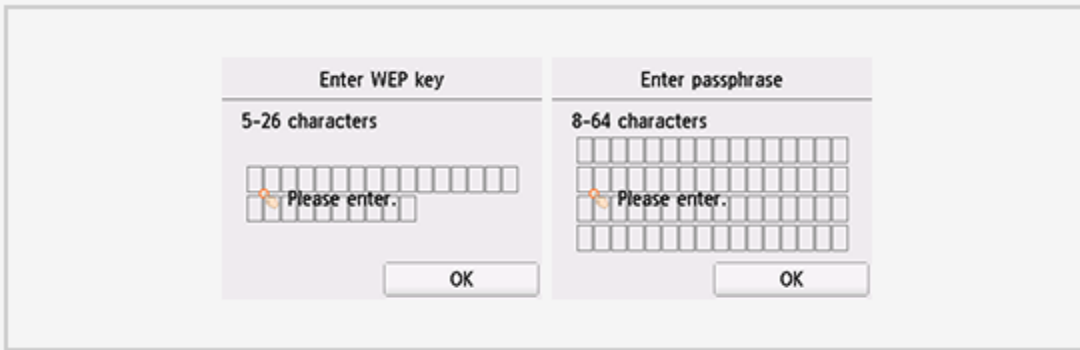 Enter WEP key
5-26 characters
Please enter.
OK
Enter passphrase
8-64 characters
Please enter.
OK